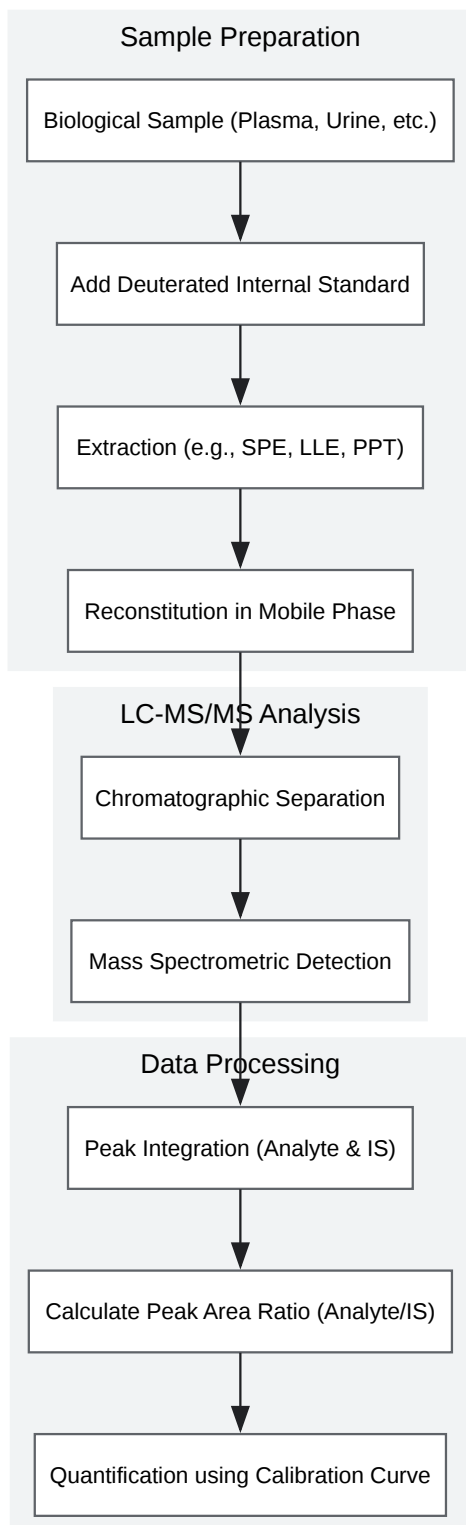 Sample Preparation
Biological Sample (Plasma, Urine, etc.)
Add Deuterated Internal Standard
Extraction (e.g., SPE, LLE, PPT)
Reconstitution in Mobile Phase
LC-MS/MS Analysis
Chromatographic Separation
Mass Spectrometric Detection
Data Processing
Peak Integration (Analyte & IS)
Calculate Peak Area Ratio (Analyte/IS)
Quantification using Calibration Curve